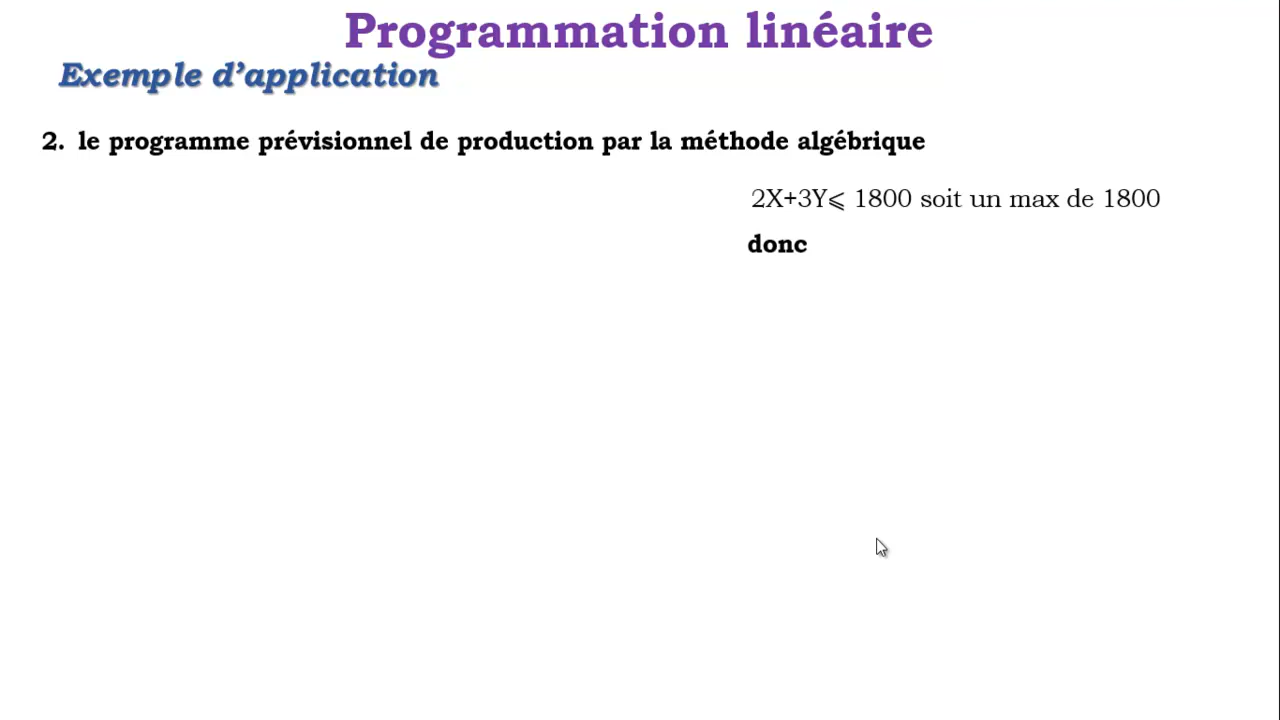 Programmation linéaire
Exemple d’application
2. le programme prévisionnel de production par la méthode algébrique
2X+3Y⩽ 1800 soit un max de 1800
donc